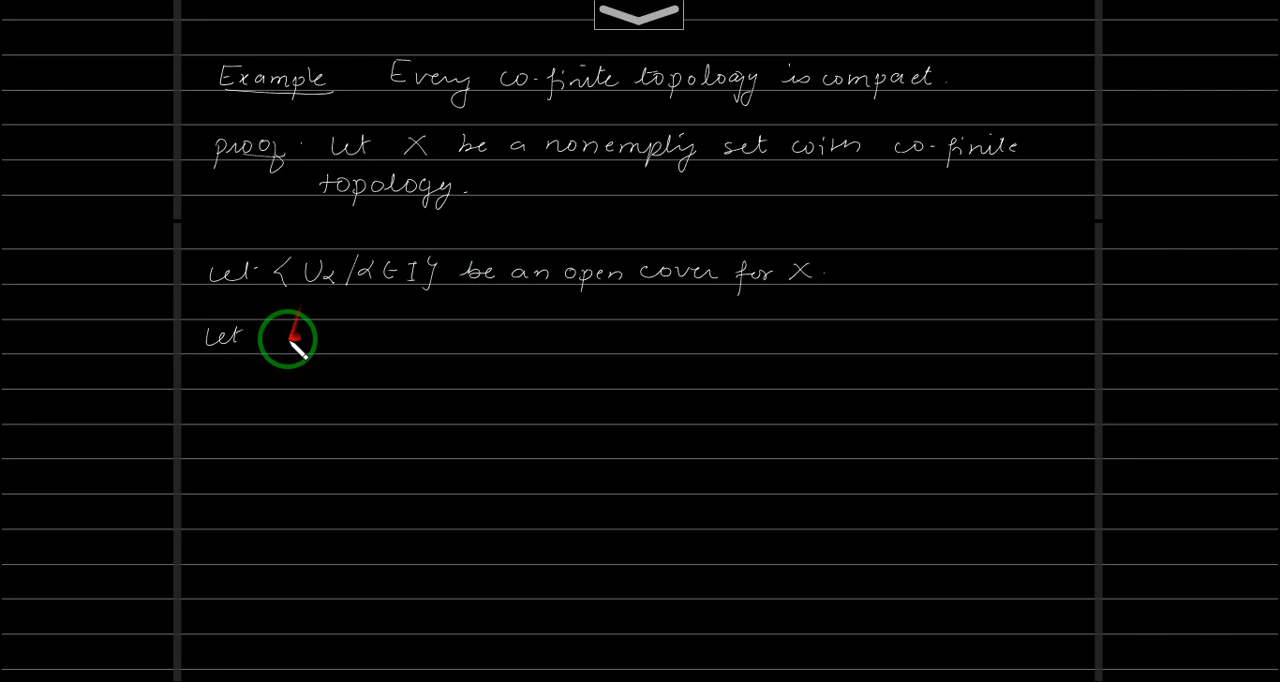 Example Every co-finite topology is compact.
proof. Let X be a nonempty set with co-finite
topology.
Let {Uα/α∈I} be an open cover for X.
Let